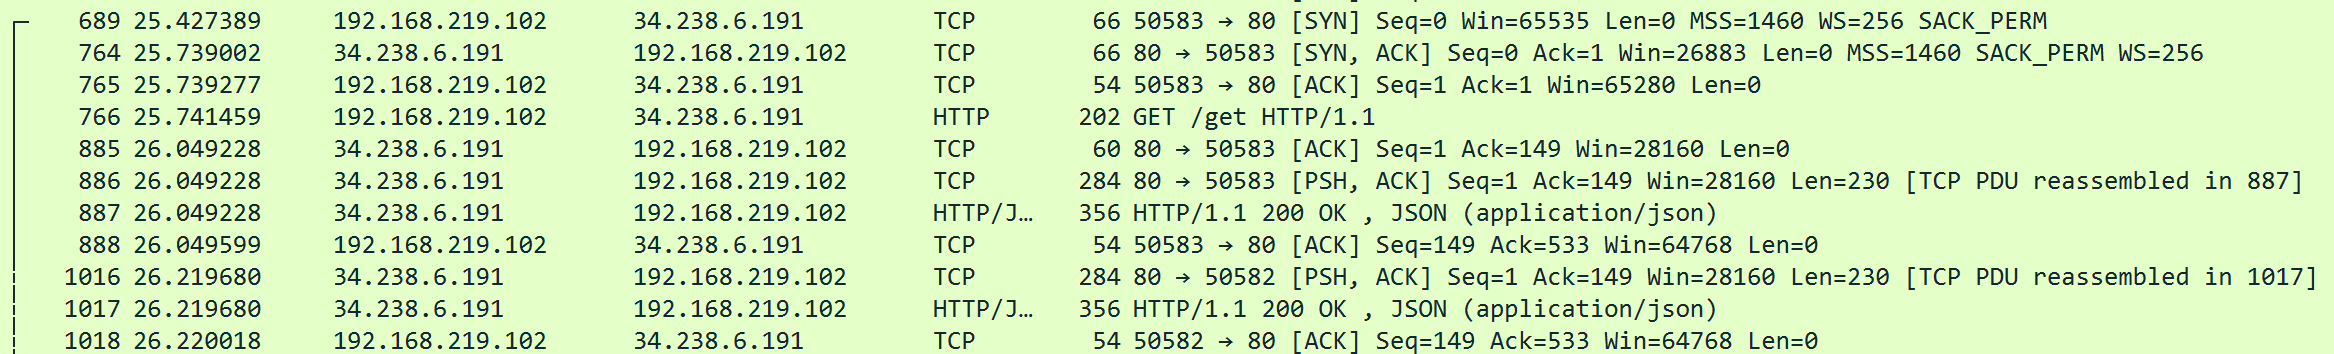 689 25.427389 192.168.219.102 34.238.6.191 TCP 66 50583 → 80 [SYN] Seq=0 Win=65535 Len=0 MSS=1460 WS=256 SACK_PERM
764 25.739002 34.238.6.191 192.168.219.102 TCP 66 80 → 50583 [SYN, ACK] Seq=0 Ack=1 Win=26883 Len=0 MSS=1460 SACK_PERM WS=256
765 25.739277 192.168.219.102 34.238.6.191 TCP 54 50583 → 80 [ACK] Seq=1 Ack=1 Win=65280 Len=0
766 25.741459 192.168.219.102 34.238.6.191 HTTP 202 GET /get HTTP/1.1
885 26.049228 34.238.6.191 192.168.219.102 TCP 60 80 → 50583 [ACK] Seq=1 Ack=149 Win=28160 Len=0
886 26.049228 34.238.6.191 192.168.219.102 TCP 284 80 → 50583 [PSH, ACK] Seq=1 Ack=149 Win=28160 Len=230 [TCP PDU reassembled in 887]
887 26.049228 34.238.6.191 192.168.219.102 HTTP/J… 356 HTTP/1.1 200 OK , JSON (application/json)
888 26.049599 192.168.219.102 34.238.6.191 TCP 54 50583 → 80 [ACK] Seq=149 Ack=533 Win=64768 Len=0
1016 26.219680 34.238.6.191 192.168.219.102 TCP 284 80 → 50582 [PSH, ACK] Seq=1 Ack=149 Win=28160 Len=230 [TCP PDU reassembled in 1017]
1017 26.219680 34.238.6.191 192.168.219.102 HTTP/J… 356 HTTP/1.1 200 OK , JSON (application/json)
1018 26.220018 192.168.219.102 34.238.6.191 TCP 54 50582 → 80 [ACK] Seq=149 Ack=533 Win=64768 Len=0